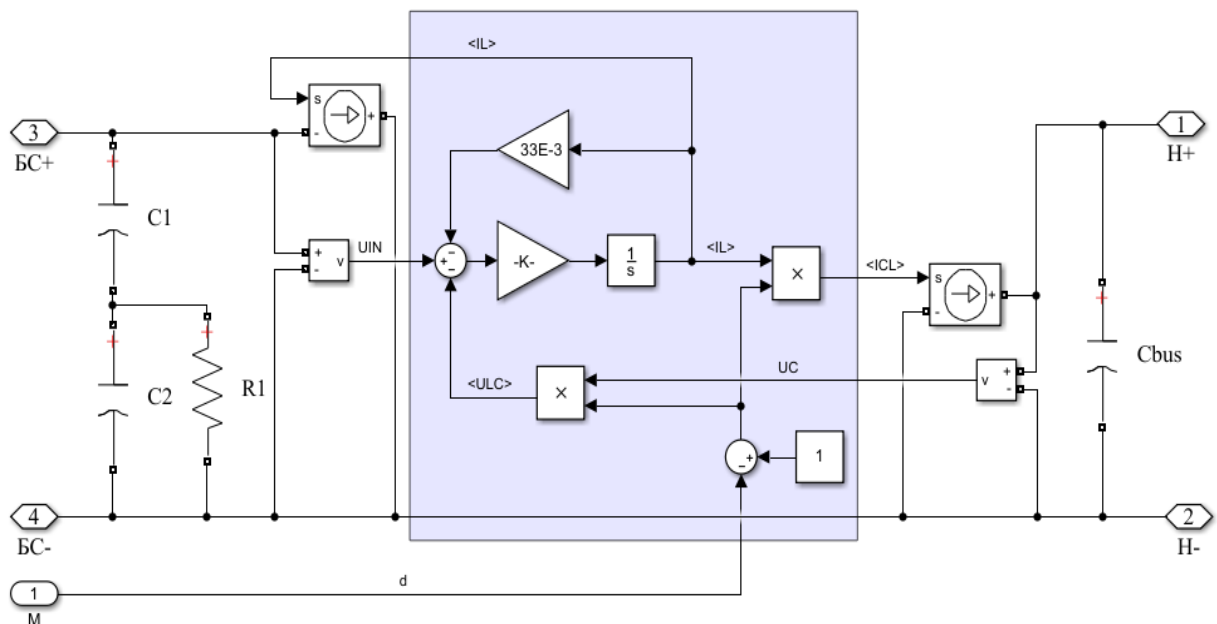 <IL>
s
+
-
3
БС+
33E-3
1
Н+
C1
+
-
v
UIN
+
-
-
-K-
1
s
<IL>
×
<ICL>
s
+
-
C2
R1
<ULC>
×
UC
v
+
-
Cbus
-
+
1
4
БС-
2
Н-
1
М
d